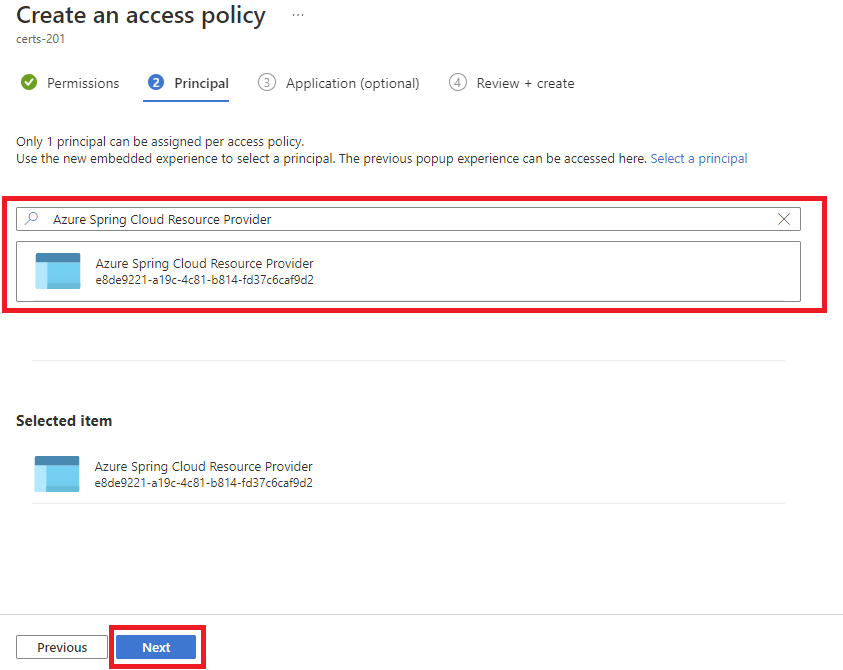 Create an access policy ...
certs-201
Permissions 2 Principal 3 Application (optional) 4 Review + create
Only 1 principal can be assigned per access policy.
Use the new embedded experience to select a principal. The previous popup experience can be accessed here. Select a principal
Azure Spring Cloud Resource Provider
Azure Spring Cloud Resource Provider
e8de9221-a19c-4c81-b814-fd37c6caf9d2
Selected item
Azure Spring Cloud Resource Provider
e8de9221-a19c-4c81-b814-fd37c6caf9d2
Previous Next